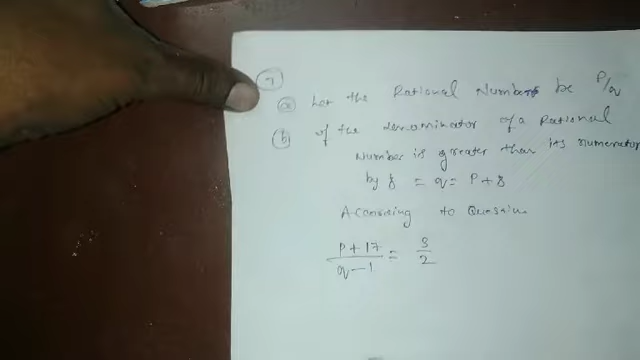 7
(a) Let the Rational Number be P/q
(b) of the denominator of a Rational
Number is greater than its numerator
by 8 = q = P + 8
According to Question
P + 17 / q - 1 = 3 / 2